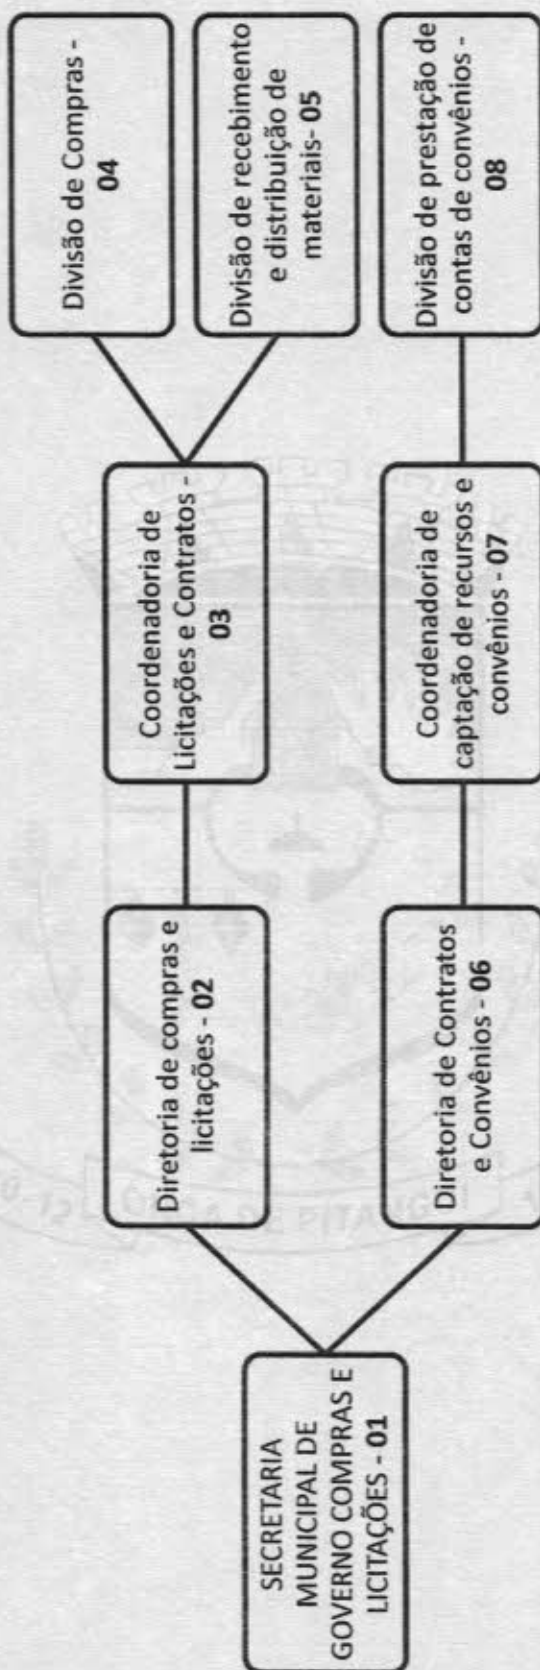 SECRETARIA
MUNICIPAL DE
GOVERNO COMPRAS E
LICITAÇÕES - 01
Diretoria de compras e
licitações - 02
Coordenadoria de
Licitações e Contratos -
03
Divisão de Compras -
04
Divisão de recebimento
e distribuição de
materiais- 05
Diretoria de Contratos
e Convênios - 06
Coordenadoria de
captação de recursos e
convênios - 07
Divisão de prestação de
contas de convênios -
08
DE PITANG